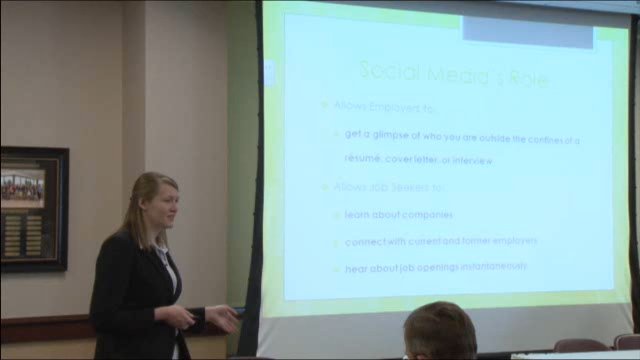 Social Media's Role
Allows Employers to:
get a glimpse of who you are outside the confines of a
résumé, cover letter, or interview
Allows Job Seekers to:
learn about companies
connect with current and former employers
hear about job openings instantaneously